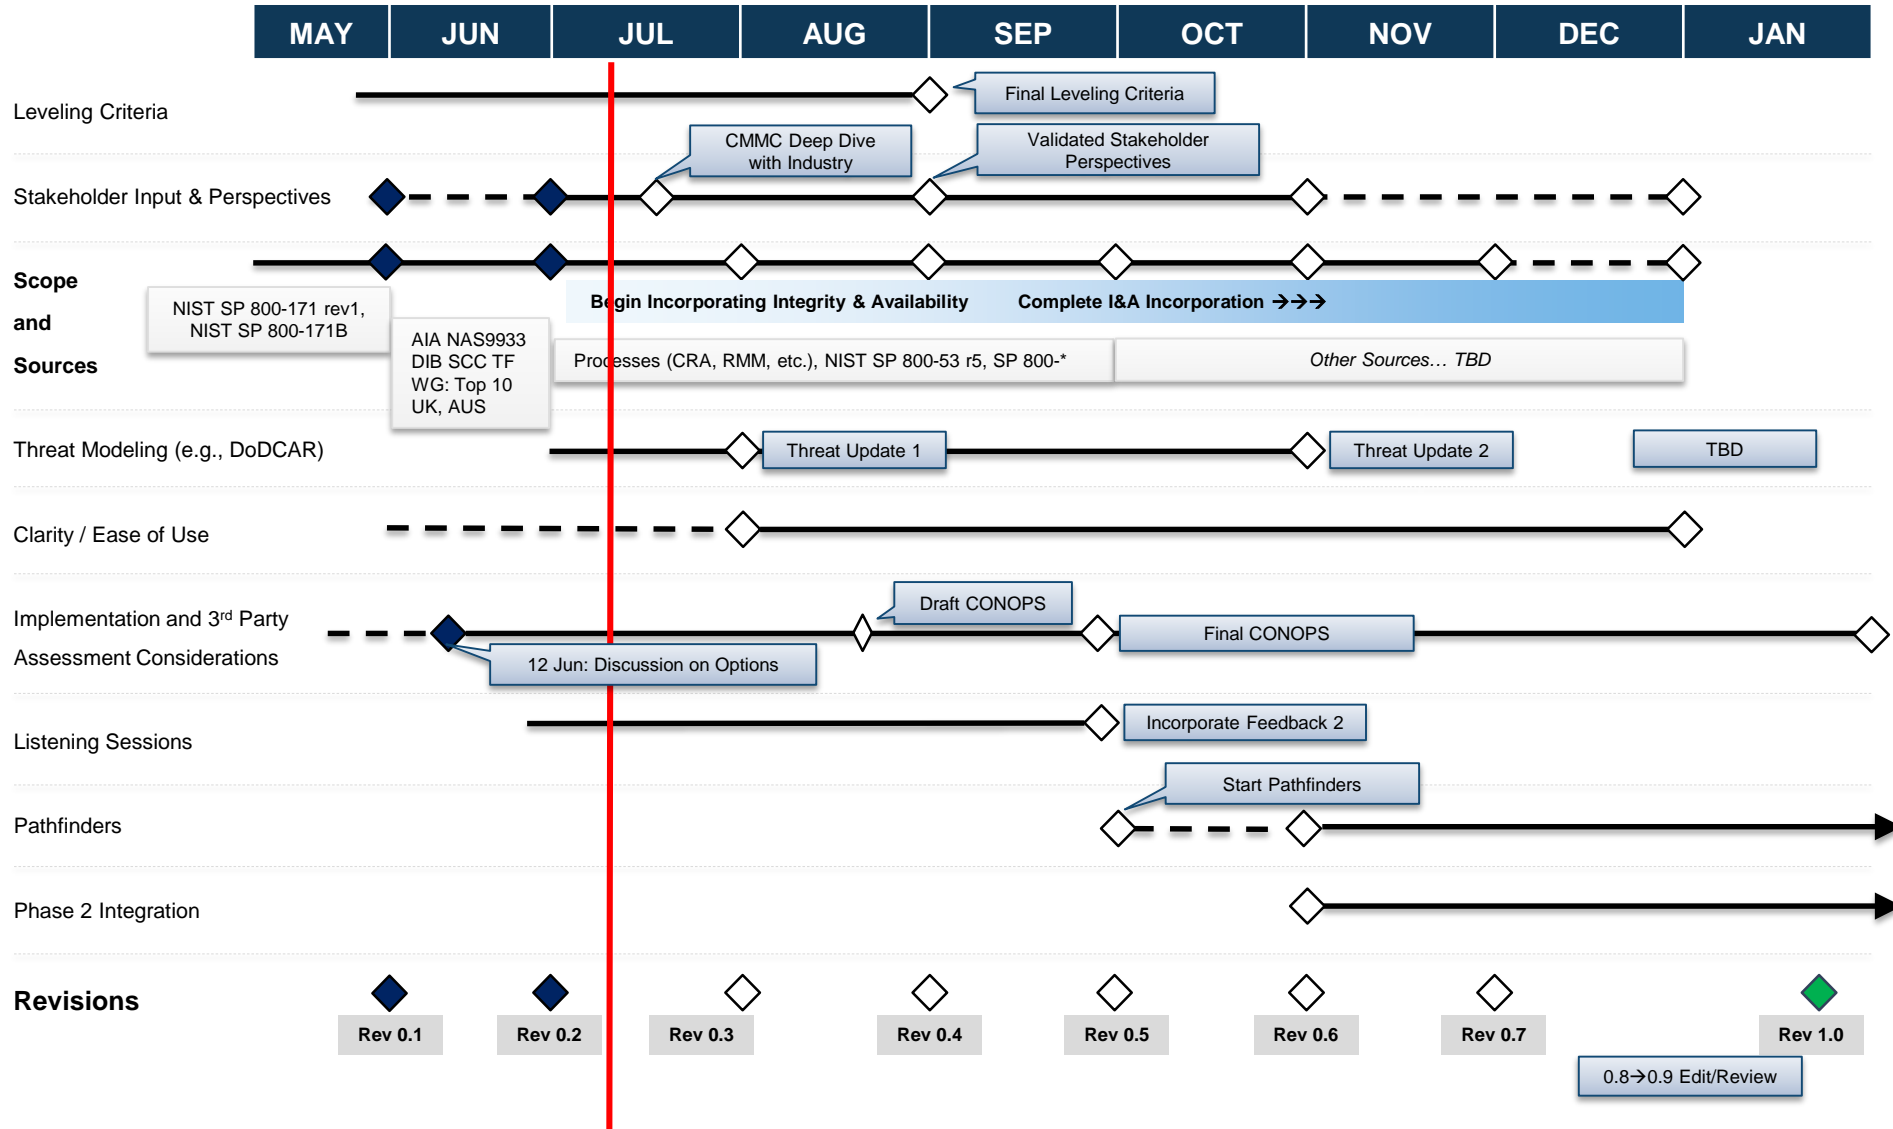 MAY JUN JUL AUG SEP OCT NOV DEC JAN
Leveling Criteria
Final Leveling Criteria
CMMC Deep Dive
with Industry
Validated Stakeholder
Perspectives
Stakeholder Input & Perspectives
Scope
and
Sources
Begin Incorporating Integrity & Availability Complete I&A Incorporation →→→
NIST SP 800-171 rev1,
NIST SP 800-171B
AIA NAS9933
DIB SCC TF
WG: Top 10
UK, AUS
Processes (CRA, RMM, etc.), NIST SP 800-53 r5, SP 800-*
Other Sources… TBD
Threat Modeling (e.g., DoDCAR)
Threat Update 1
Threat Update 2
TBD
Clarity / Ease of Use
Implementation and 3rd Party
Assessment Considerations
Draft CONOPS
Final CONOPS
12 Jun: Discussion on Options
Listening Sessions
Incorporate Feedback 2
Start Pathfinders
Pathfinders
Phase 2 Integration
Revisions
Rev 0.1 Rev 0.2 Rev 0.3 Rev 0.4 Rev 0.5 Rev 0.6 Rev 0.7 Rev 1.0
0.8→0.9 Edit/Review